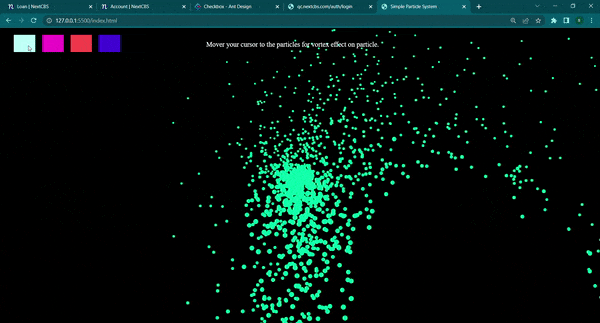 Loan | NextCBS
Account | NextCBS
Checkbox - Ant Design
qc.nextcbs.com/auth/login
Simple Particle System
127.0.0.1:5500/index.html
Mover your cursor to the particles for vortex effect on particle.